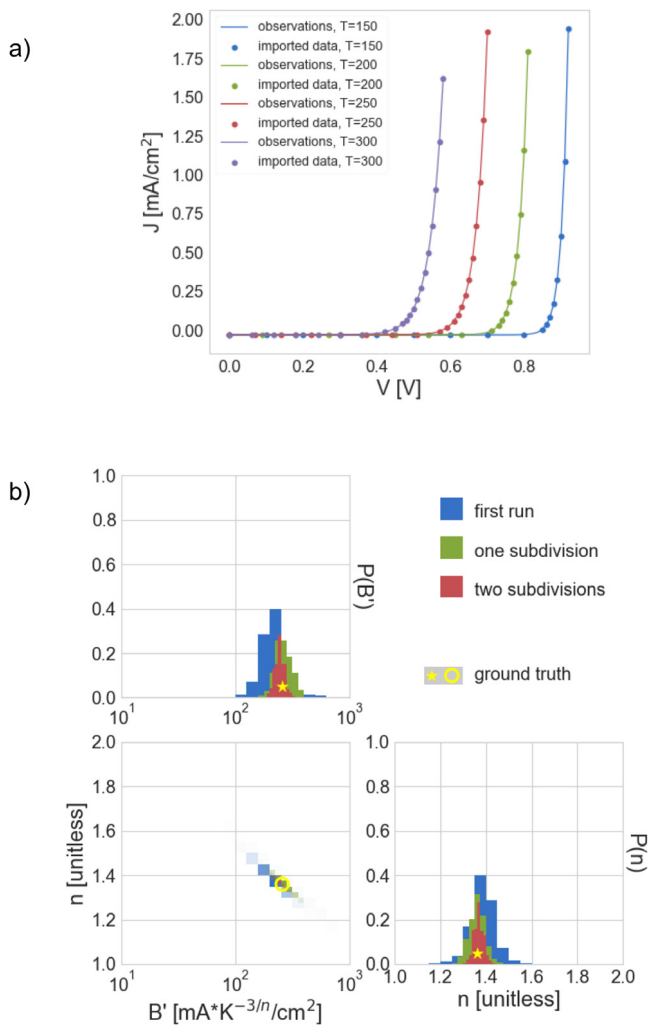 a)
2.00
1.75
1.50
1.25
1.00
0.75
0.50
0.25
0.00
J [mA/cm²]
observations, T=150
imported data, T=150
observations, T=200
imported data, T=200
observations, T=250
imported data, T=250
observations, T=300
imported data, T=300
0.0 0.2 0.4 0.6 0.8
V [V]
b)
1.0
0.8
0.6
0.4
0.2
0.0
10¹ 10² 10³
P(B')
first run
one subdivision
two subdivisions
ground truth
2.0
1.8
1.6
1.4
1.2
1.0
n [unitless]
10¹ 10² 10³
B' [mA*K⁻³/ⁿ/cm²]
1.0
0.8
0.6
0.4
0.2
0.0
1.0 1.2 1.4 1.6 1.8 2.0
n [unitless]
P(n)